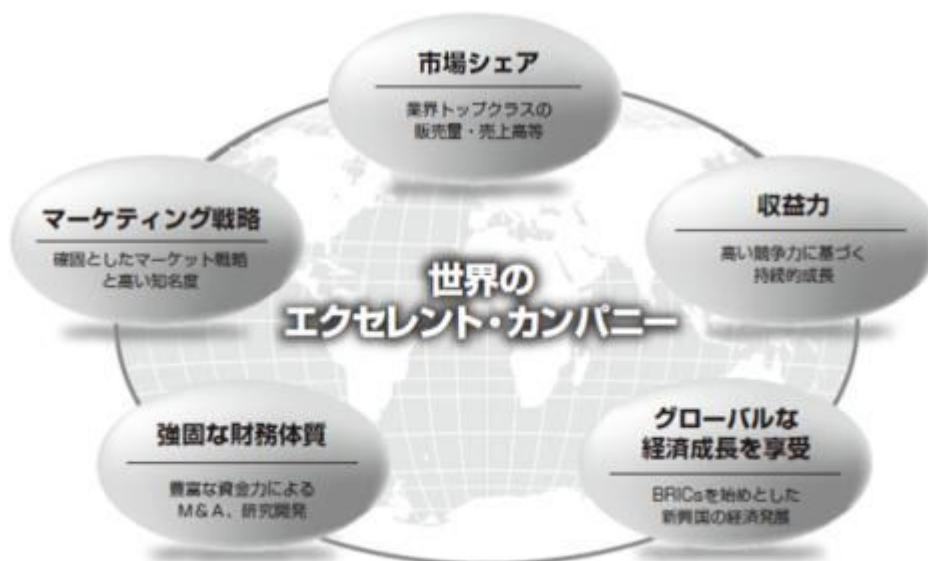 市場シェア
業界トップクラスの
販売量・売上高等
マーケティング戦略
確固としたマーケット戦略
と高い知名度
収益力
高い競争力に基づく
持続的成長
世界の
エクセレント・カンパニー
強固な財務体質
豊富な資金力による
M&A、研究開発
グローバルな
経済成長を享受
BRICsを始めとした
新興国の経済発展